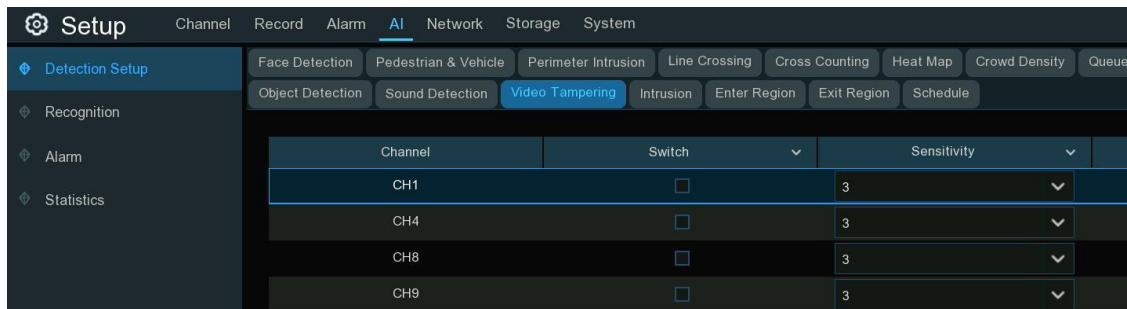 Setup Channel Record Alarm AI Network Storage System
Detection Setup
Recognition
Alarm
Statistics
Face Detection Pedestrian & Vehicle Perimeter Intrusion Line Crossing Cross Counting Heat Map Crowd Density Queue
Object Detection Sound Detection Video Tampering Intrusion Enter Region Exit Region Schedule
Channel Switch Sensitivity
CH1 3
CH4 3
CH8 3
CH9 3